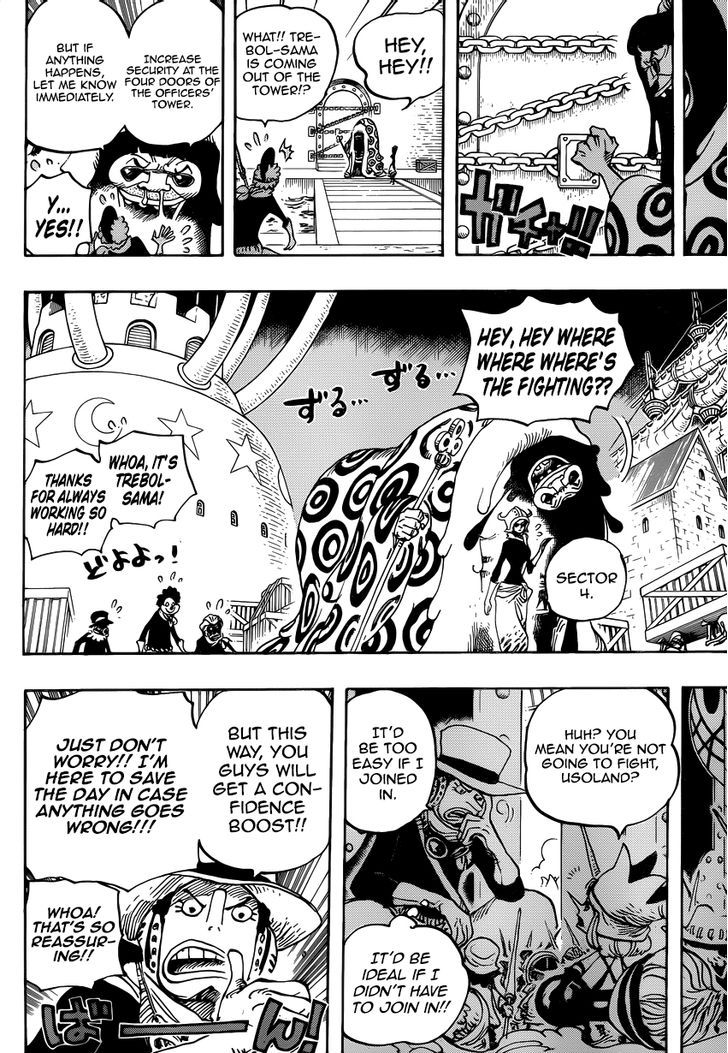 ガチャ!!
HEY,
HEY!!
WHAT!! TRE-
BOL-SAMA
IS COMING
OUT OF THE
TOWER!?
INCREASE
SECURITY AT THE
FOUR DOORS OF
THE OFFICERS'
TOWER.
BUT IF
ANYTHING
HAPPENS,
LET ME KNOW
IMMEDIATELY.
Y...
YES!!
HEY, HEY WHERE
WHERE WHERE'S
THE FIGHTING??
ずる...
ずる...
SECTOR
4.
WHOA, IT'S
TREBOL-
SAMA!
THANKS
FOR ALWAYS
WORKING SO
HARD!!
どよよっ!
HUH? YOU
MEAN YOU'RE NOT
GOING TO FIGHT,
USOLAND?
IT'D
BE TOO
EASY IF I
JOINED
IN.
IT'D BE
IDEAL IF I
DIDN'T HAVE
TO JOIN IN!!
BUT THIS
WAY, YOU
GUYS WILL
GET A CON-
FIDENCE
BOOST!!
JUST DON'T
WORRY!! I'M
HERE TO SAVE
THE DAY IN CASE
ANYTHING GOES
WRONG!!!
WHOA!
THAT'S SO
REASSUR-
ING!!
ばーーん!